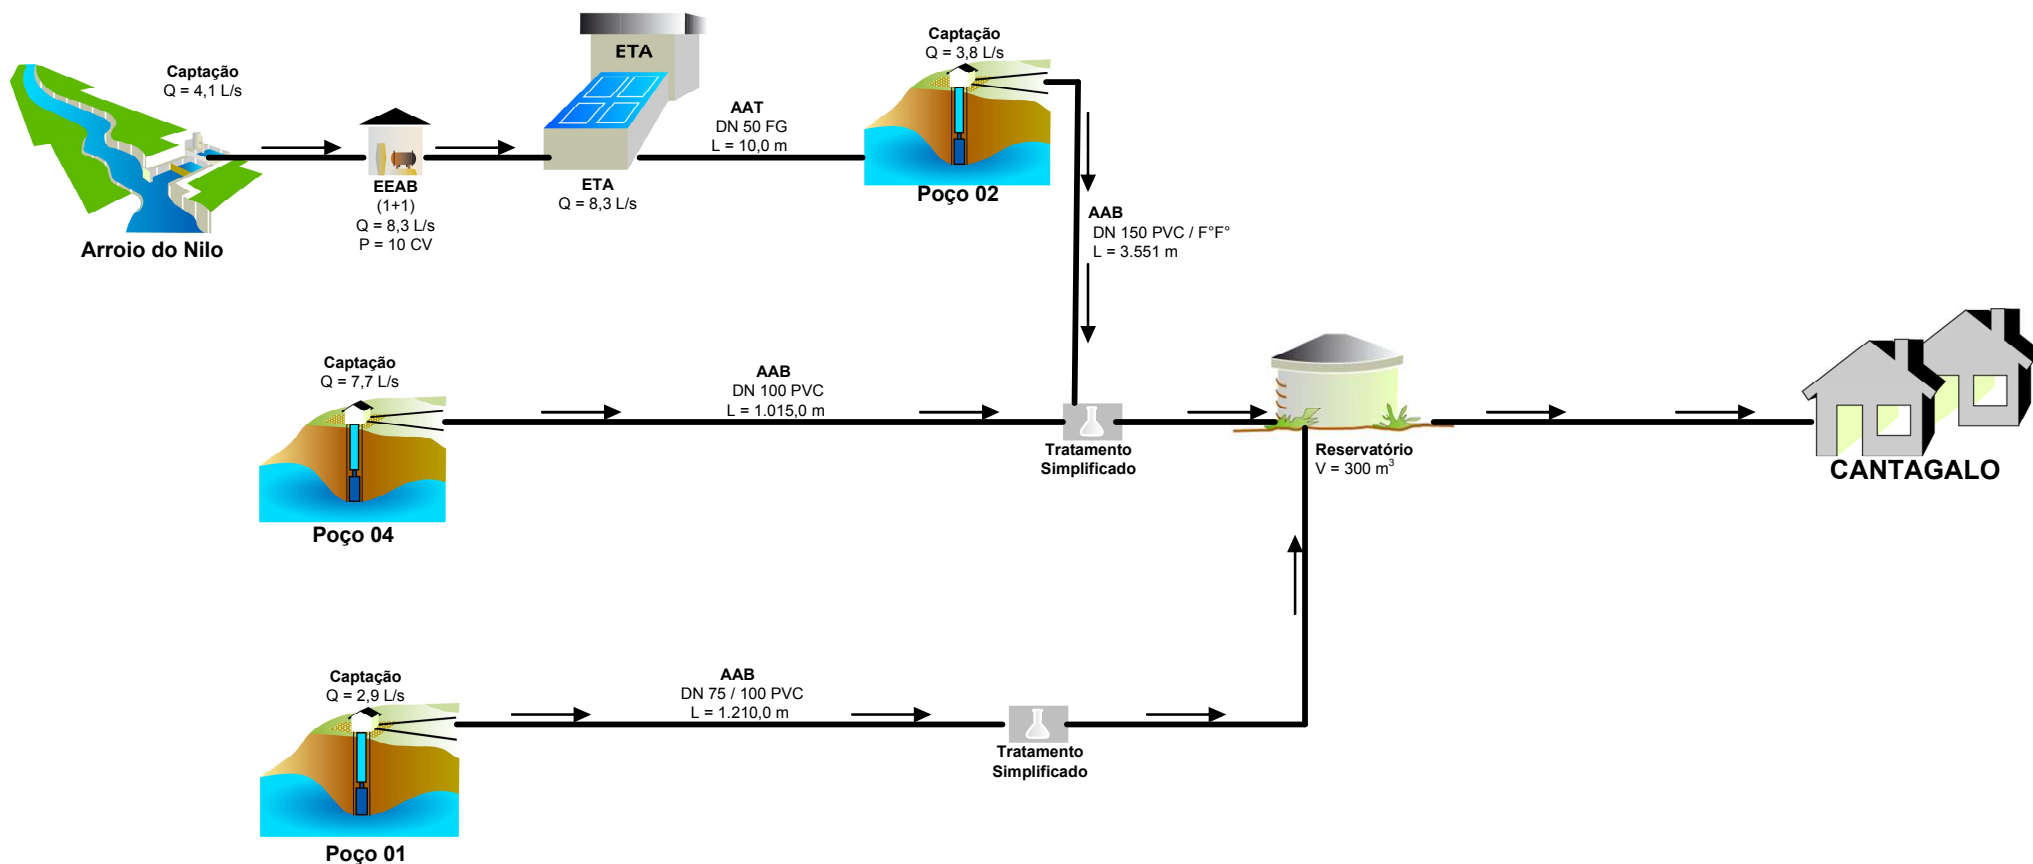 Captação
Q = 4,1 L/s
Arroio do Nilo
EEAB
(1+1)
Q = 8,3 L/s
P = 10 CV
ETA
ETA
Q = 8,3 L/s
AAT
DN 50 FG
L = 10,0 m
Captação
Q = 3,8 L/s
Poço 02
AAB
DN 150 PVC / F°F°
L = 3.551 m
Captação
Q = 7,7 L/s
Poço 04
AAB
DN 100 PVC
L = 1.015,0 m
Tratamento
Simplificado
Reservatório
V = 300 m³
CANTAGALO
Captação
Q = 2,9 L/s
Poço 01
AAB
DN 75 / 100 PVC
L = 1.210,0 m
Tratamento
Simplificado